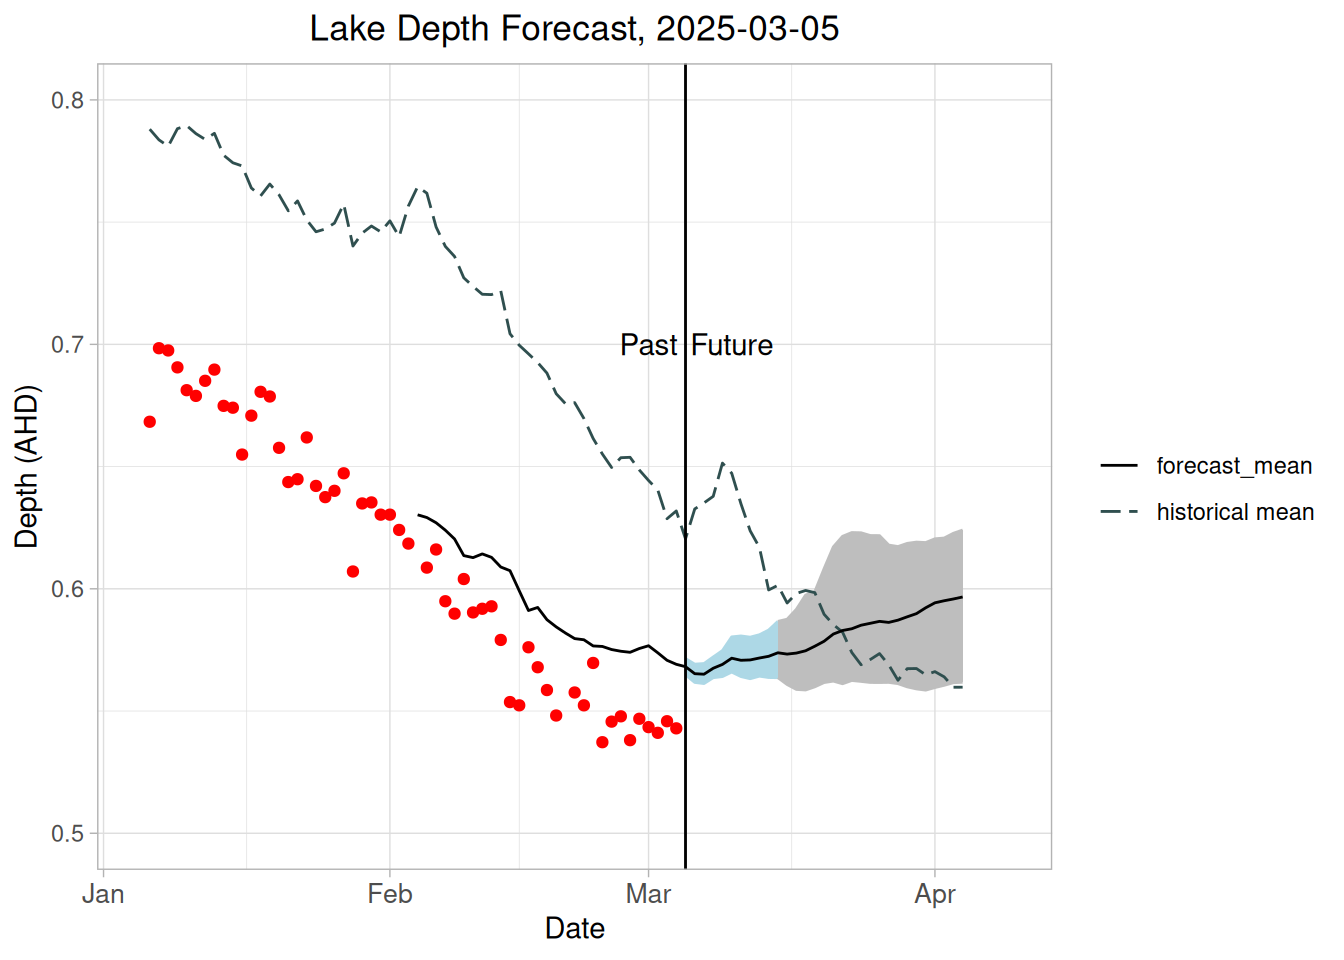 Lake Depth Forecast, 2025-03-05
0.8
0.7
0.6
0.5
Depth (AHD)
Past Future
Jan Feb Mar Apr
Date
forecast_mean
historical mean